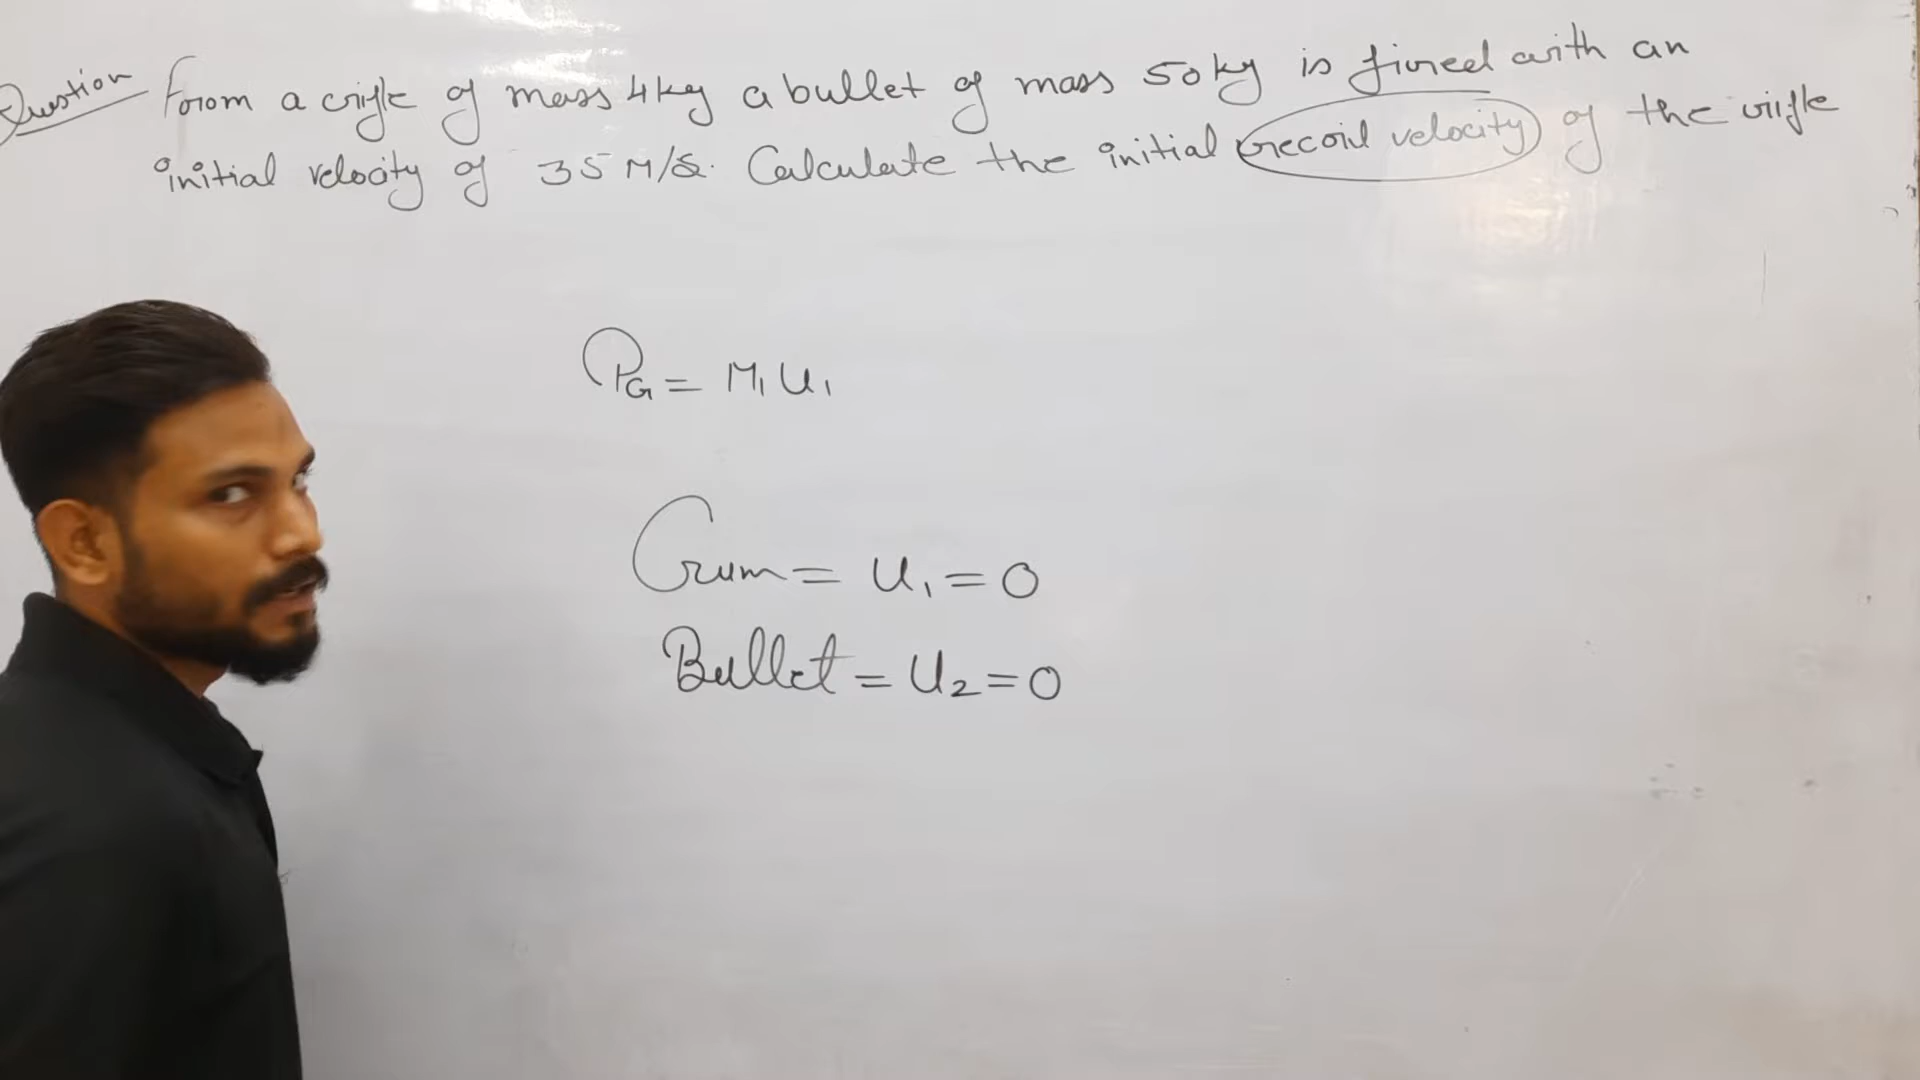 Question From a rifle of mass 4kg a bullet of mass 50kg is fired with an
initial velocity of 35 M/S. Calculate the initial recoil velocity of the rifle
PG = M1 U1
Gum = U1 = 0
Bullet = U2 = 0